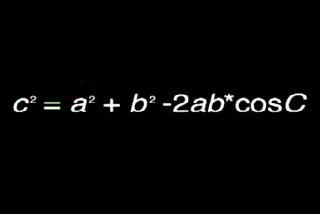 c² = a² + b² -2ab*cosC